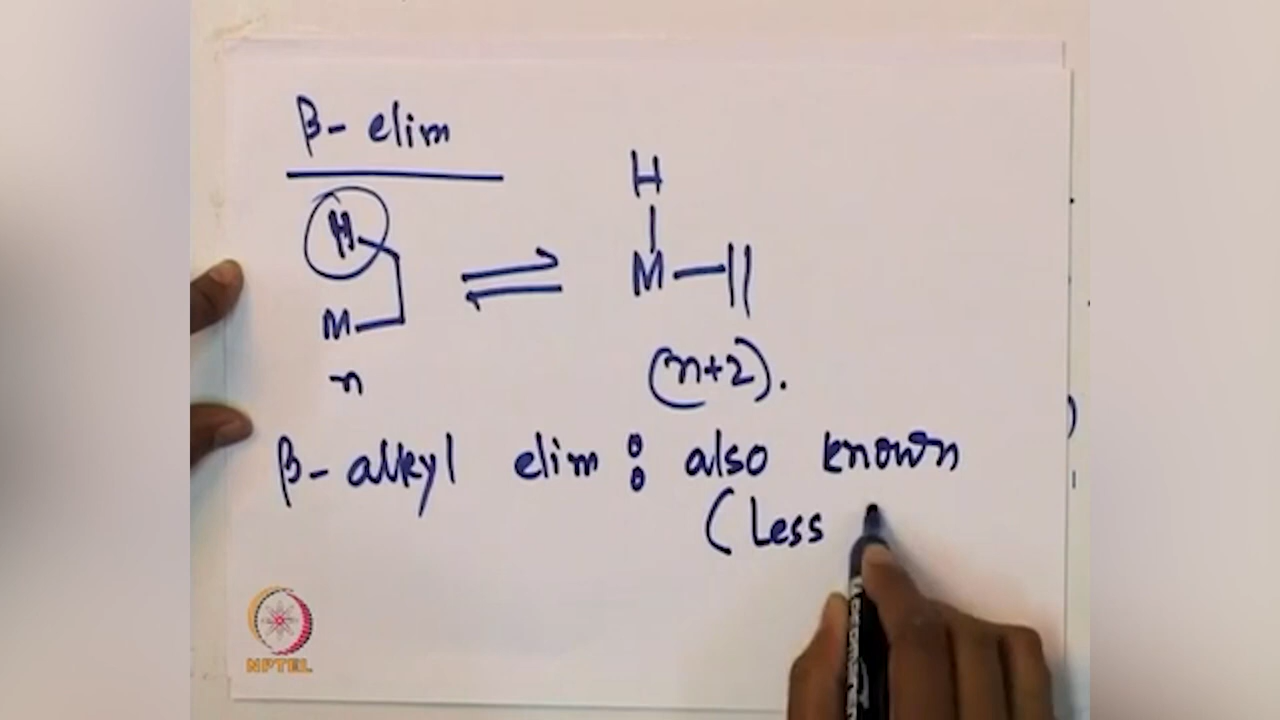 β- elim
H
H
M
M
n
(n+2).
β-alkyl elim : also known
(Less
NPTEL